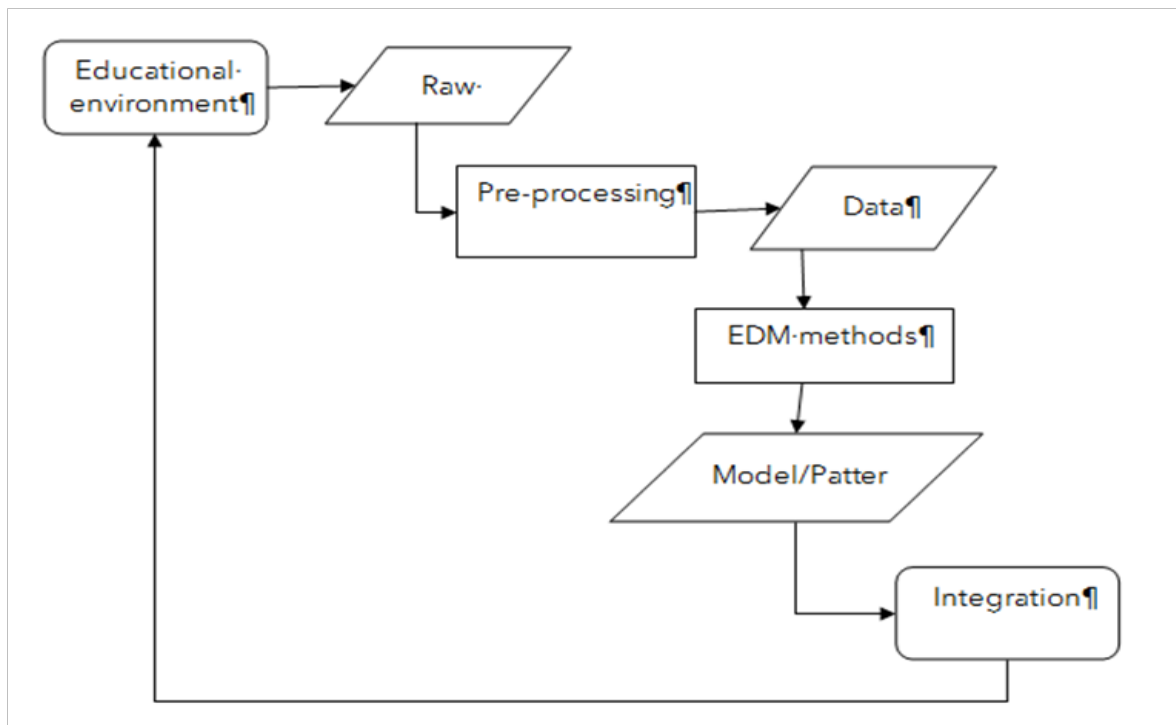 Educational·
environment¶
Raw·
Pre-processing¶
Data¶
EDM·methods¶
Model/Patter
Integration¶